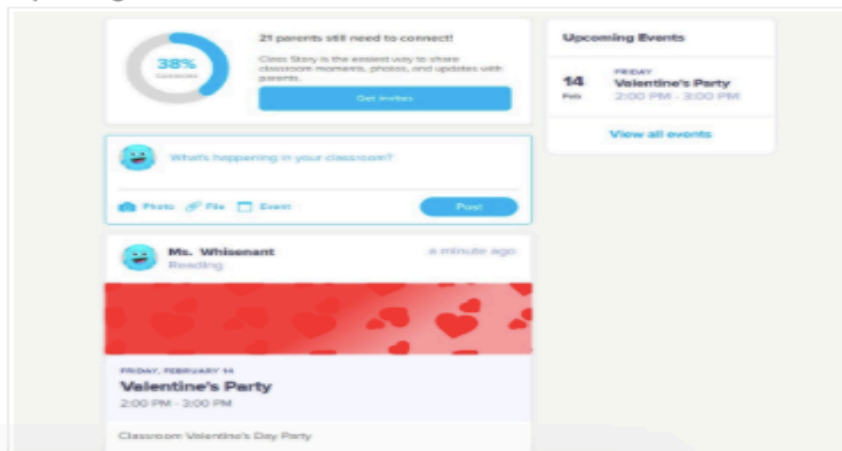 38%
Connected
21 parents still need to connect!
Class Story is the easiest way to share
classroom moments, photos, and updates with
parents.
Get invites
What's happening in your classroom?
Photo File Event
Post
Ms. Whisenant
a minute ago
Reading
FRIDAY, FEBRUARY 14
Valentine's Party
2:00 PM - 3:00 PM
Classroom Valentine's Day Party
Upcoming Events
14
Feb
FRIDAY
Valentine's Party
2:00 PM - 3:00 PM
View all events